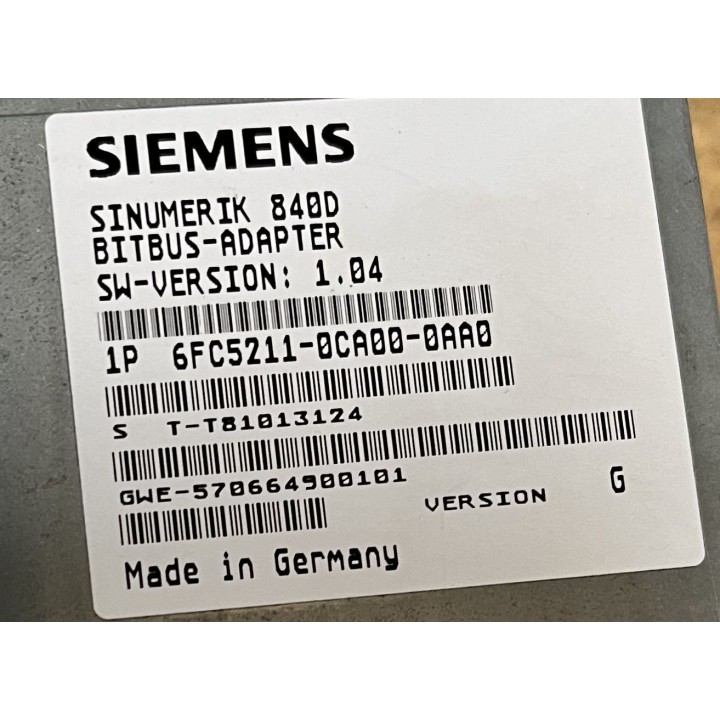 SIEMENS
SINUMERIK 840D
BITBUS-ADAPTER
SW-VERSION: 1.04
1P 6FC5211-0CA00-0AA0
S T-T81013124
GWE-570664900101
VERSION G
Made in Germany